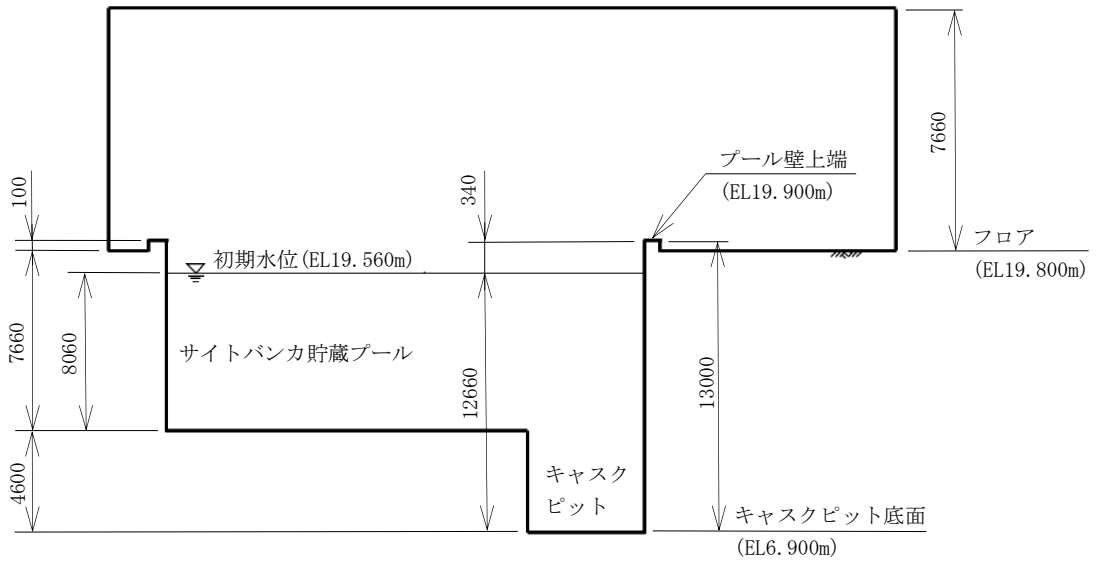 プール壁上端
(EL19.900m)
7660
100
340
フロア
(EL19.800m)
初期水位(EL19.560m)
7660
8060
サイトバンカ貯蔵プール
12660
13000
4600
キャスク
ピット
キャスクピット底面
(EL6.900m)